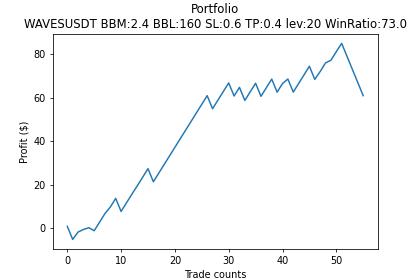 Portfolio
WAVESUSDT BBM:2.4 BBL:160 SL:0.6 TP:0.4 lev:20 WinRatio:73.0
80
60
40
20
0
Profit ($)
0 10 20 30 40 50
Trade counts